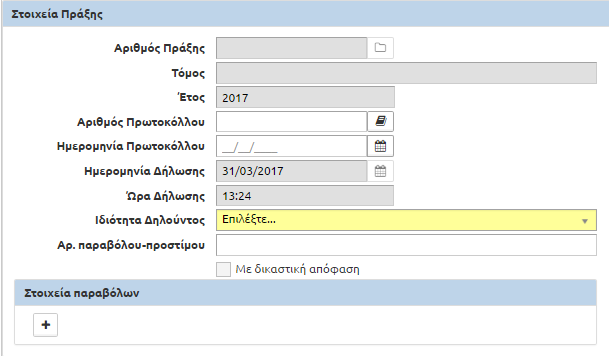 Στοιχεία Πράξης
Αριθμός Πράξης
Τόμος
Έτος 2017
Αριθμός Πρωτοκόλλου
Ημερομηνία Πρωτοκόλλου __/__/____
Ημερομηνία Δήλωσης 31/03/2017
Ώρα Δήλωσης 13:24
Ιδιότητα Δηλούντος Επιλέξτε...
Αρ. παραβόλου-προστίμου
Με δικαστική απόφαση
Στοιχεία παραβόλων
+